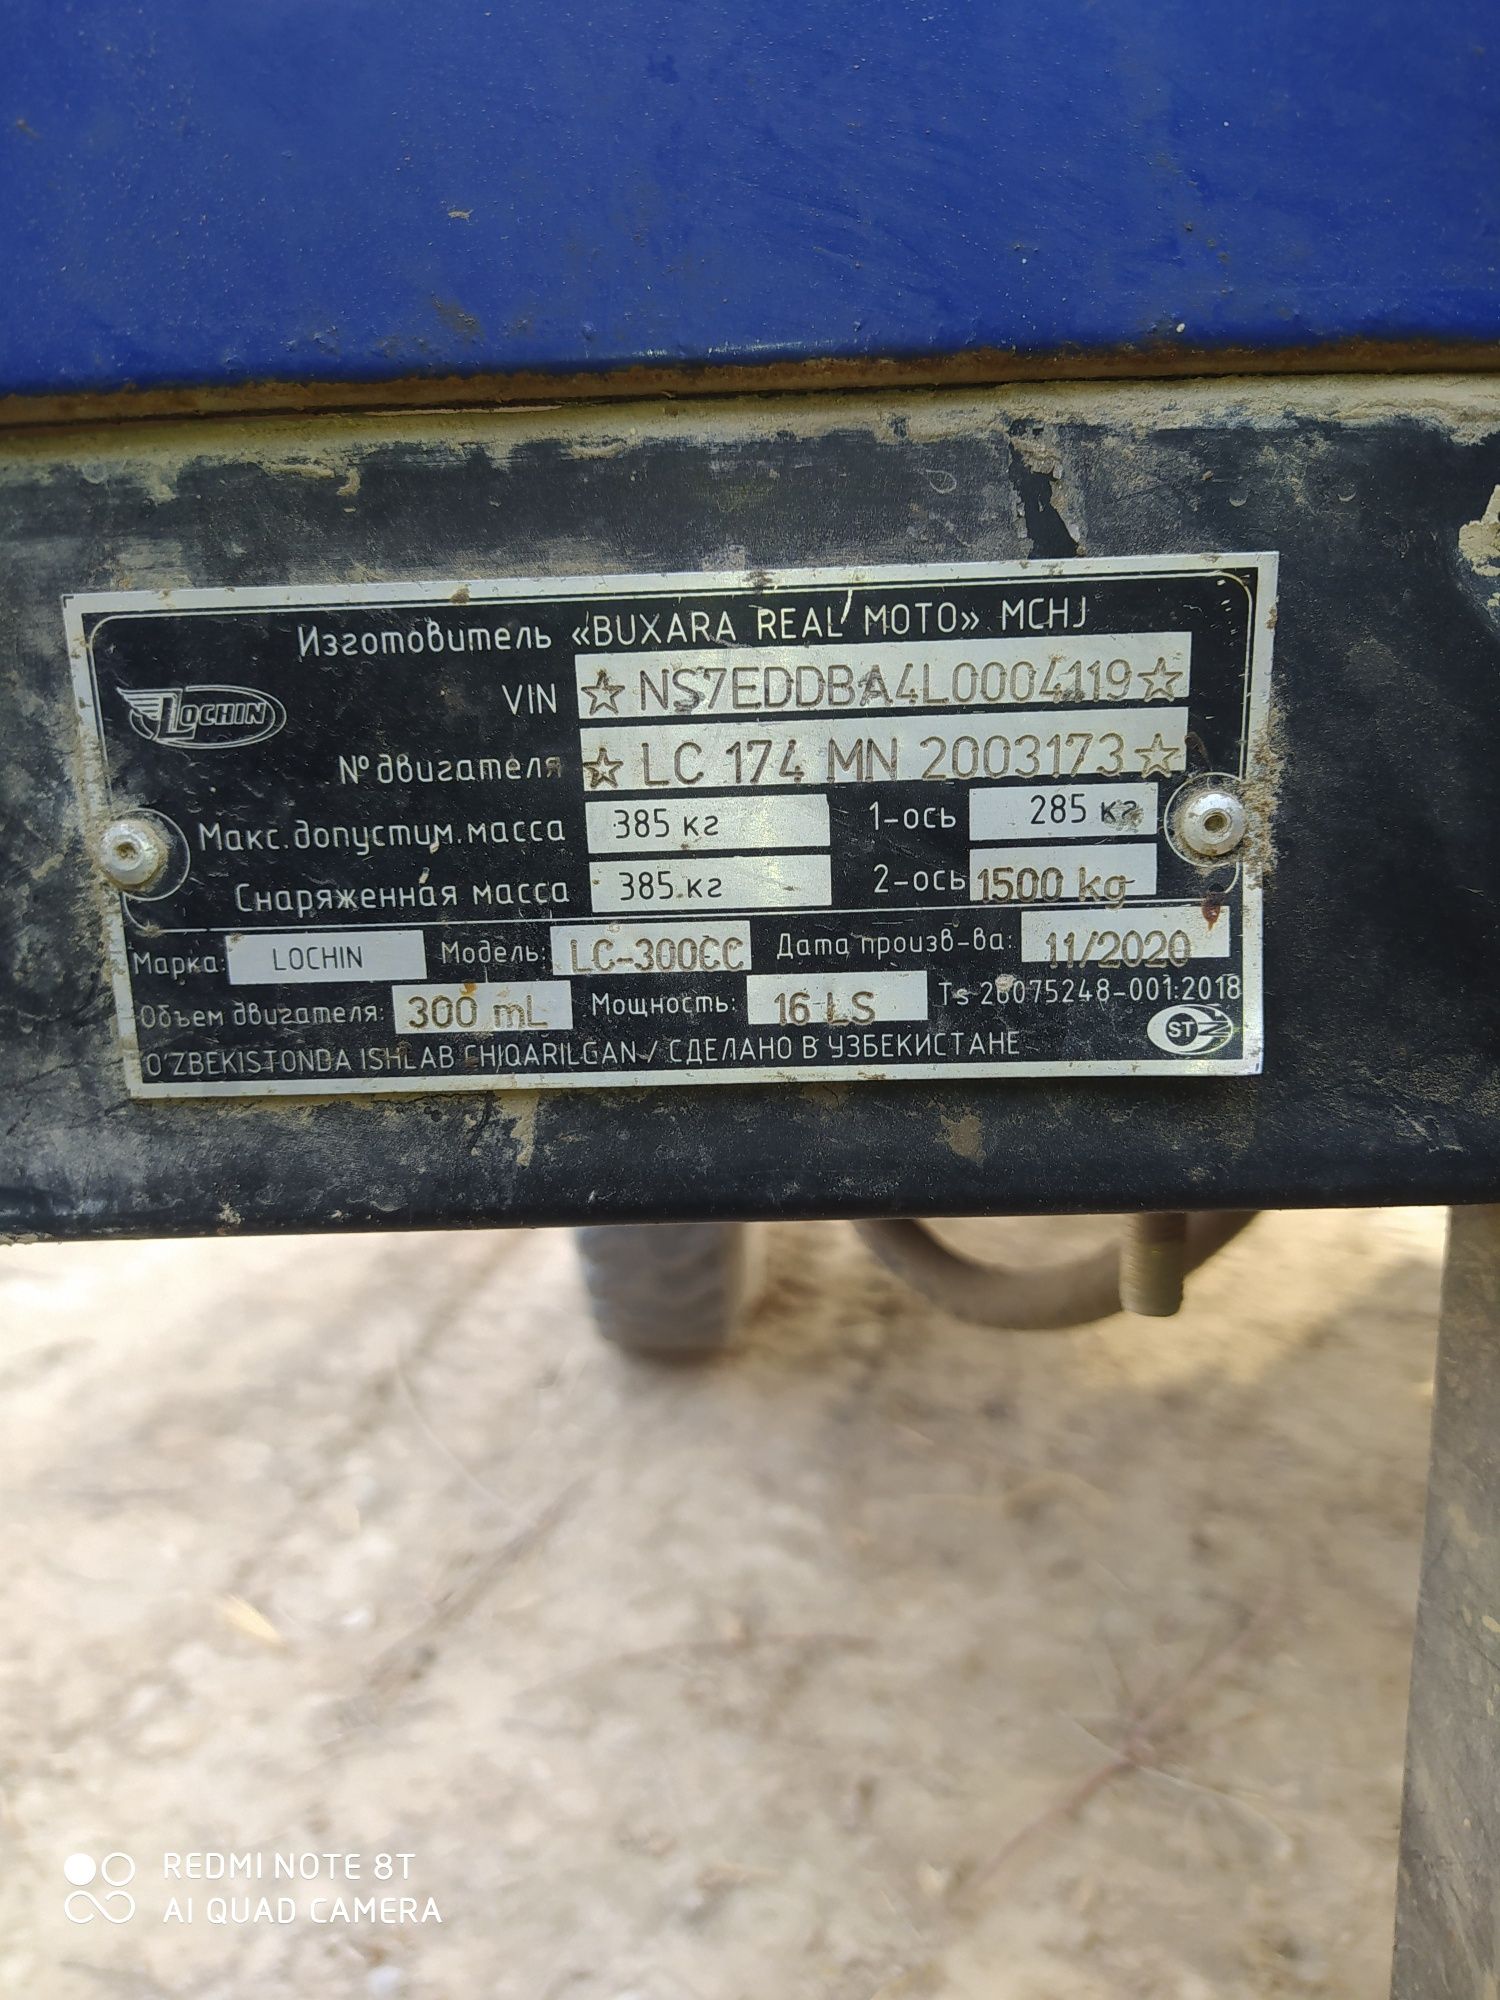 Изготовитель «BUXARA REAL MOTO» MCHJ
LOCHIN
VIN ☆NS7EDDBA4L0004119☆
№ двигателя ☆LC 174 MN 2003173☆
Макс.допустим.масса 385 кг 1-ось 285 кг
Снаряженная масса 385 кг 2-ось 1500 kg
Марка: LOCHIN Модель: LC-300CC Дата произв-ва: 11/2020
Объем двигателя: 300 mL Мощность: 16 LS Ts 26075248-001:2018
ST
O'ZBEKISTONDA ISHLAB CHIQARILGAN / СДЕЛАНО В УЗБЕКИСТАНЕ
REDMI NOTE 8T
AI QUAD CAMERA